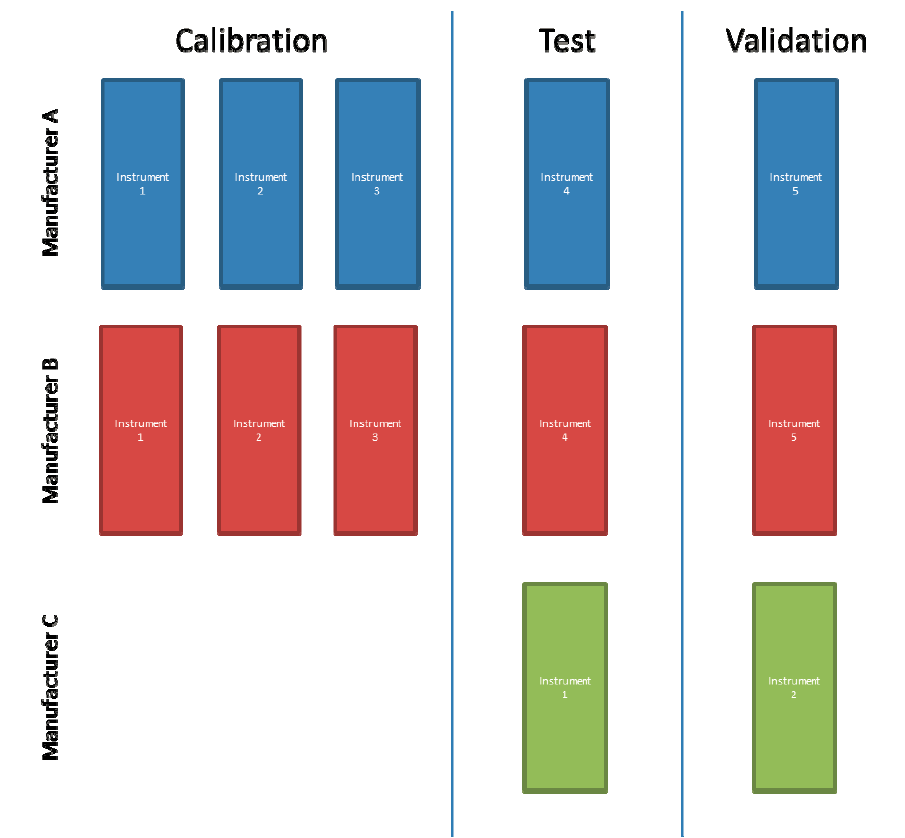 Calibration
Test
Validation
Manufacturer A
Instrument
1
Instrument
2
Instrument
3
Instrument
4
Instrument
5
Manufacturer B
Instrument
1
Instrument
2
Instrument
3
Instrument
4
Instrument
5
Manufacturer C
Instrument
1
Instrument
2